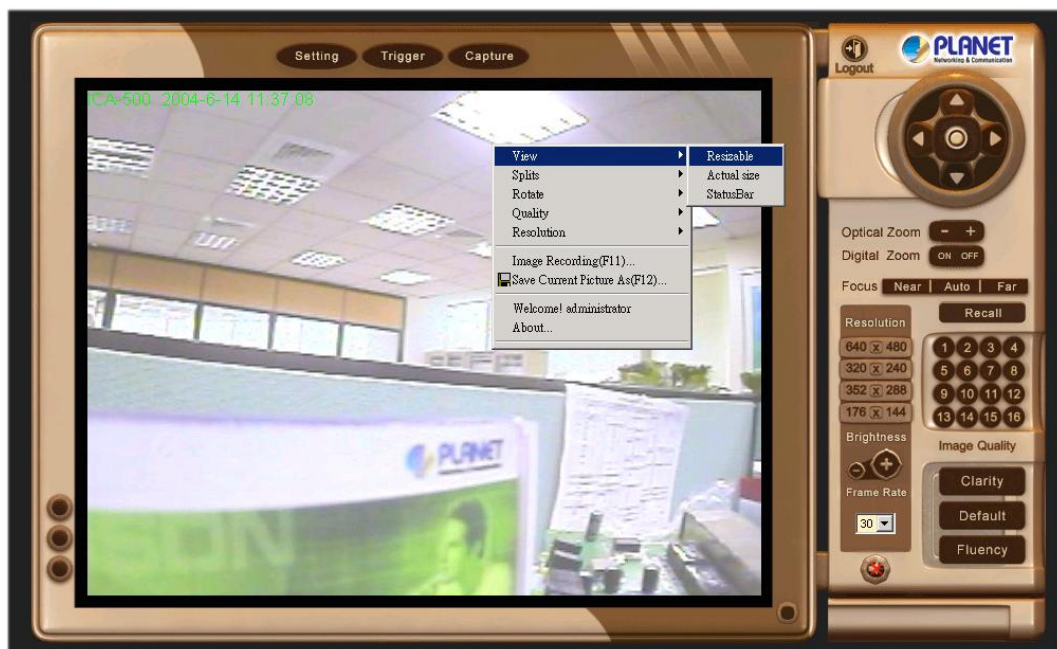 Setting Trigger Capture
Logout
PLANET
Networking & Communication
ICA-500 2004-6-14 11:37:08
View
Splits
Rotate
Quality
Resolution
Image Recording(F11)...
Save Current Picture As(F12)...
Welcome! administrator
About...
Resizable
Actual size
StatusBar
PLANET
SON
Optical Zoom - +
Digital Zoom ON OFF
Focus Near | Auto | Far
Resolution
640 x 480
320 x 240
352 x 288
176 x 144
Brightness
- +
Frame Rate
30
Recall
1 2 3 4
5 6 7 8
9 10 11 12
13 14 15 16
Image Quality
Clarity
Default
Fluency